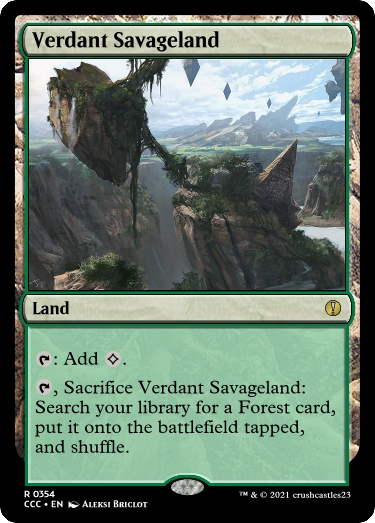 Verdant Savageland
Land
: Add .
, Sacrifice Verdant Savageland:
Search your library for a Forest card,
put it onto the battlefield tapped,
and shuffle.
R 0354
CCC • EN Aleksi Briclot
™ & © 2021 crushcastles23